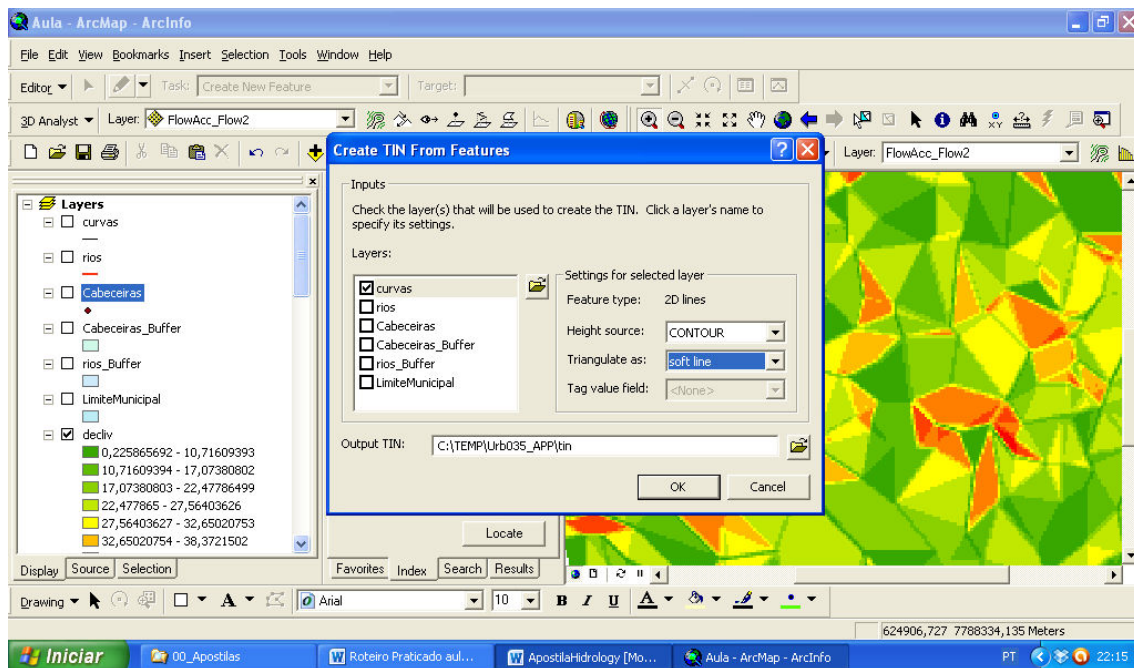 Aula - ArcMap - ArcInfo
File Edit View Bookmarks Insert Selection Tools Window Help
Editor Task: Create New Feature Target:
3D Analyst Layer: FlowAcc_Flow2
Layer: FlowAcc_Flow2
Create TIN From Features
Inputs
Check the layer(s) that will be used to create the TIN. Click a layer's name to
specify its settings.
Layers:
curvas
rios
Cabeceiras
Cabeceiras_Buffer
rios_Buffer
LimiteMunicipal
Settings for selected layer
Feature type: 2D lines
Height source: CONTOUR
Triangulate as: soft line
Tag value field: <None>
Output TIN: C:\TEMP\Urb035_APP\tin
OK Cancel
Layers
curvas
rios
Cabeceiras
Cabeceiras_Buffer
rios_Buffer
LimiteMunicipal
decliv
0,225865692 - 10,71609393
10,71609394 - 17,07380802
17,07380803 - 22,47786499
22,477865 - 27,56403626
27,56403627 - 32,65020753
32,65020754 - 38,3721502
Locate
Display Source Selection
Favorites Index Search Results
Drawing A Arial 10 B I U A
624906,727 7788334,135 Meters
Iniciar 00_Apostilas Roteiro Praticado aul... ApostilaHidrology [Mo... Aula - ArcMap - ArcInfo PT 22:15